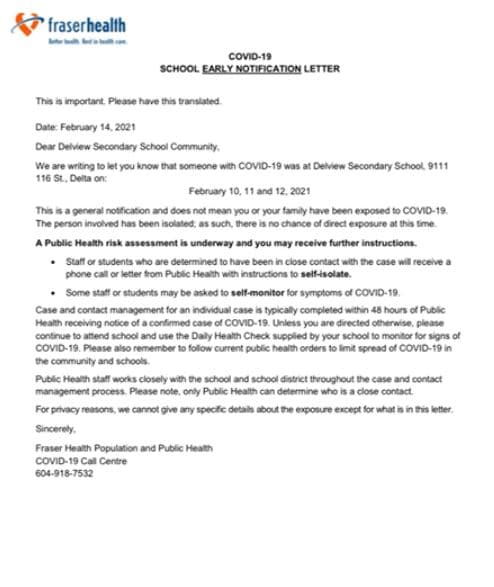 fraserhealth
Better health. Best in health care.
COVID-19
SCHOOL EARLY NOTIFICATION LETTER
This is important. Please have this translated.
Date: February 14, 2021
Dear Delview Secondary School Community,
We are writing to let you know that someone with COVID-19 was at Delview Secondary School, 9111
116 St., Delta on:
February 10, 11 and 12, 2021
This is a general notification and does not mean you or your family have been exposed to COVID-19.
The person involved has been isolated; as such, there is no chance of direct exposure at this time.
A Public Health risk assessment is underway and you may receive further instructions.
• Staff or students who are determined to have been in close contact with the case will receive a
phone call or letter from Public Health with instructions to self-isolate.
• Some staff or students may be asked to self-monitor for symptoms of COVID-19.
Case and contact management for an individual case is typically completed within 48 hours of Public
Health receiving notice of a confirmed case of COVID-19. Unless you are directed otherwise, please
continue to attend school and use the Daily Health Check supplied by your school to monitor for signs of
COVID-19. Please also remember to follow current public health orders to limit spread of COVID-19 in
the community and schools.
Public Health staff works closely with the school and school district throughout the case and contact
management process. Please note, only Public Health can determine who is a close contact.
For privacy reasons, we cannot give any specific details about the exposure except for what is in this letter.
Sincerely,
Fraser Health Population and Public Health
COVID-19 Call Centre
604-918-7532